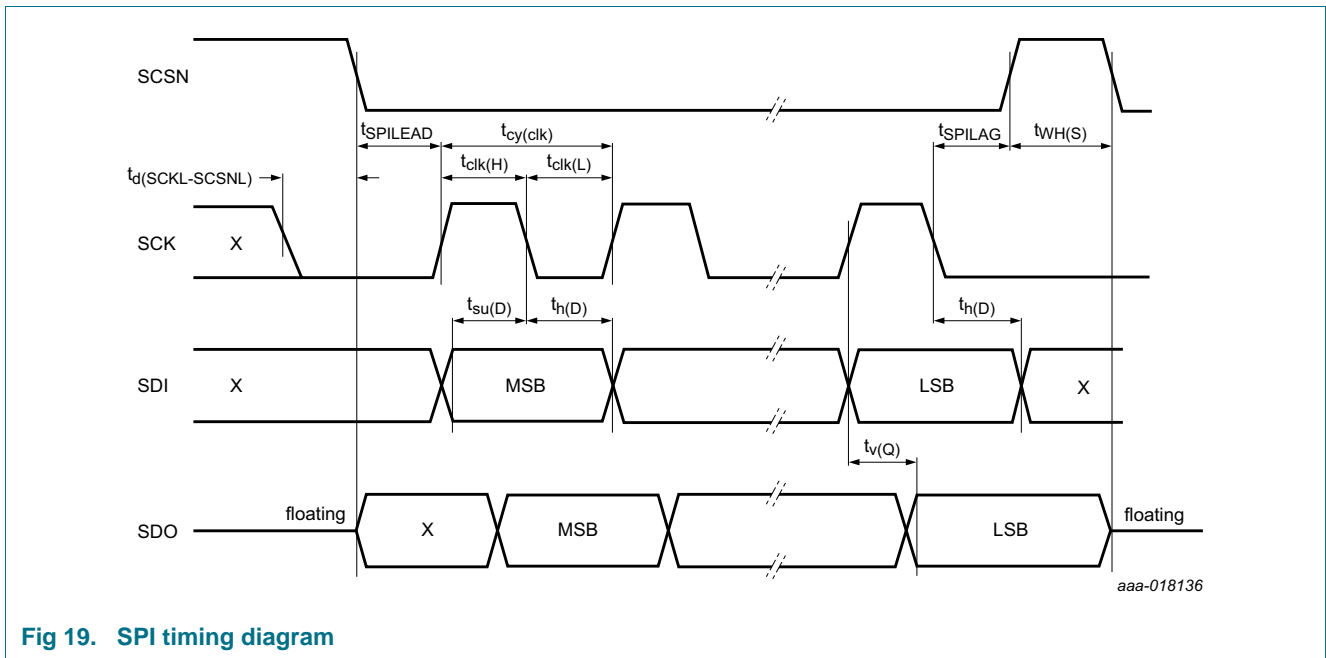 SCSN
tSPILEAD
tcy(clk)
tSPILAG
tWH(S)
tclk(H)
tclk(L)
td(SCKL-SCSNL)
SCK
X
tsu(D)
th(D)
th(D)
SDI
X
MSB
LSB
X
tv(Q)
SDO
floating
X
MSB
LSB
floating
aaa-018136
Fig 19. SPI timing diagram